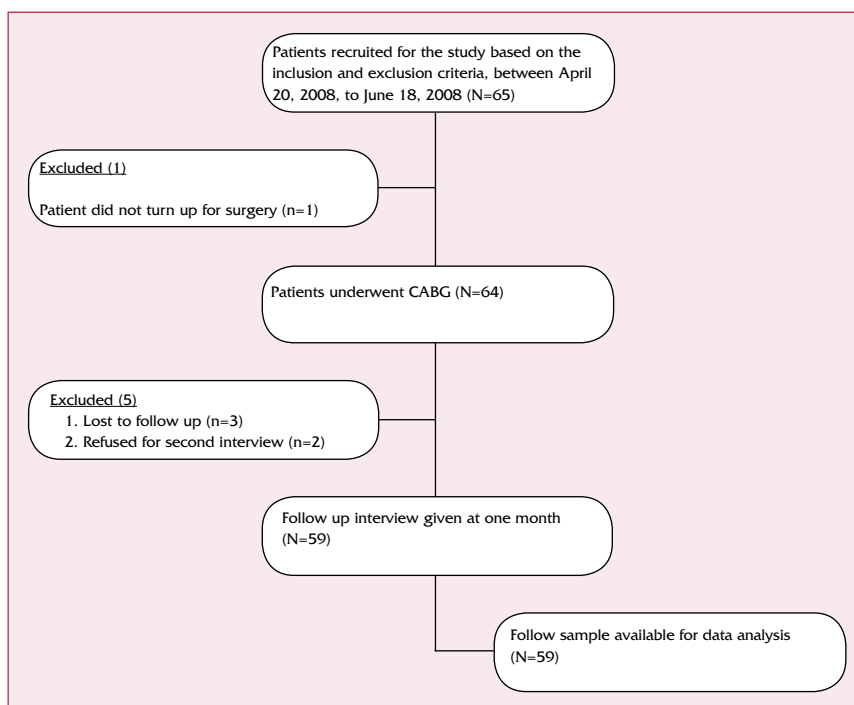 Patients recruited for the study based on the
inclusion and exclusion criteria, between April
20, 2008, to June 18, 2008 (N=65)
Excluded (1)
Patient did not turn up for surgery (n=1)
Patients underwent CABG (N=64)
Excluded (5)
1. Lost to follow up (n=3)
2. Refused for second interview (n=2)
Follow up interview given at one month
(N=59)
Follow sample available for data analysis
(N=59)